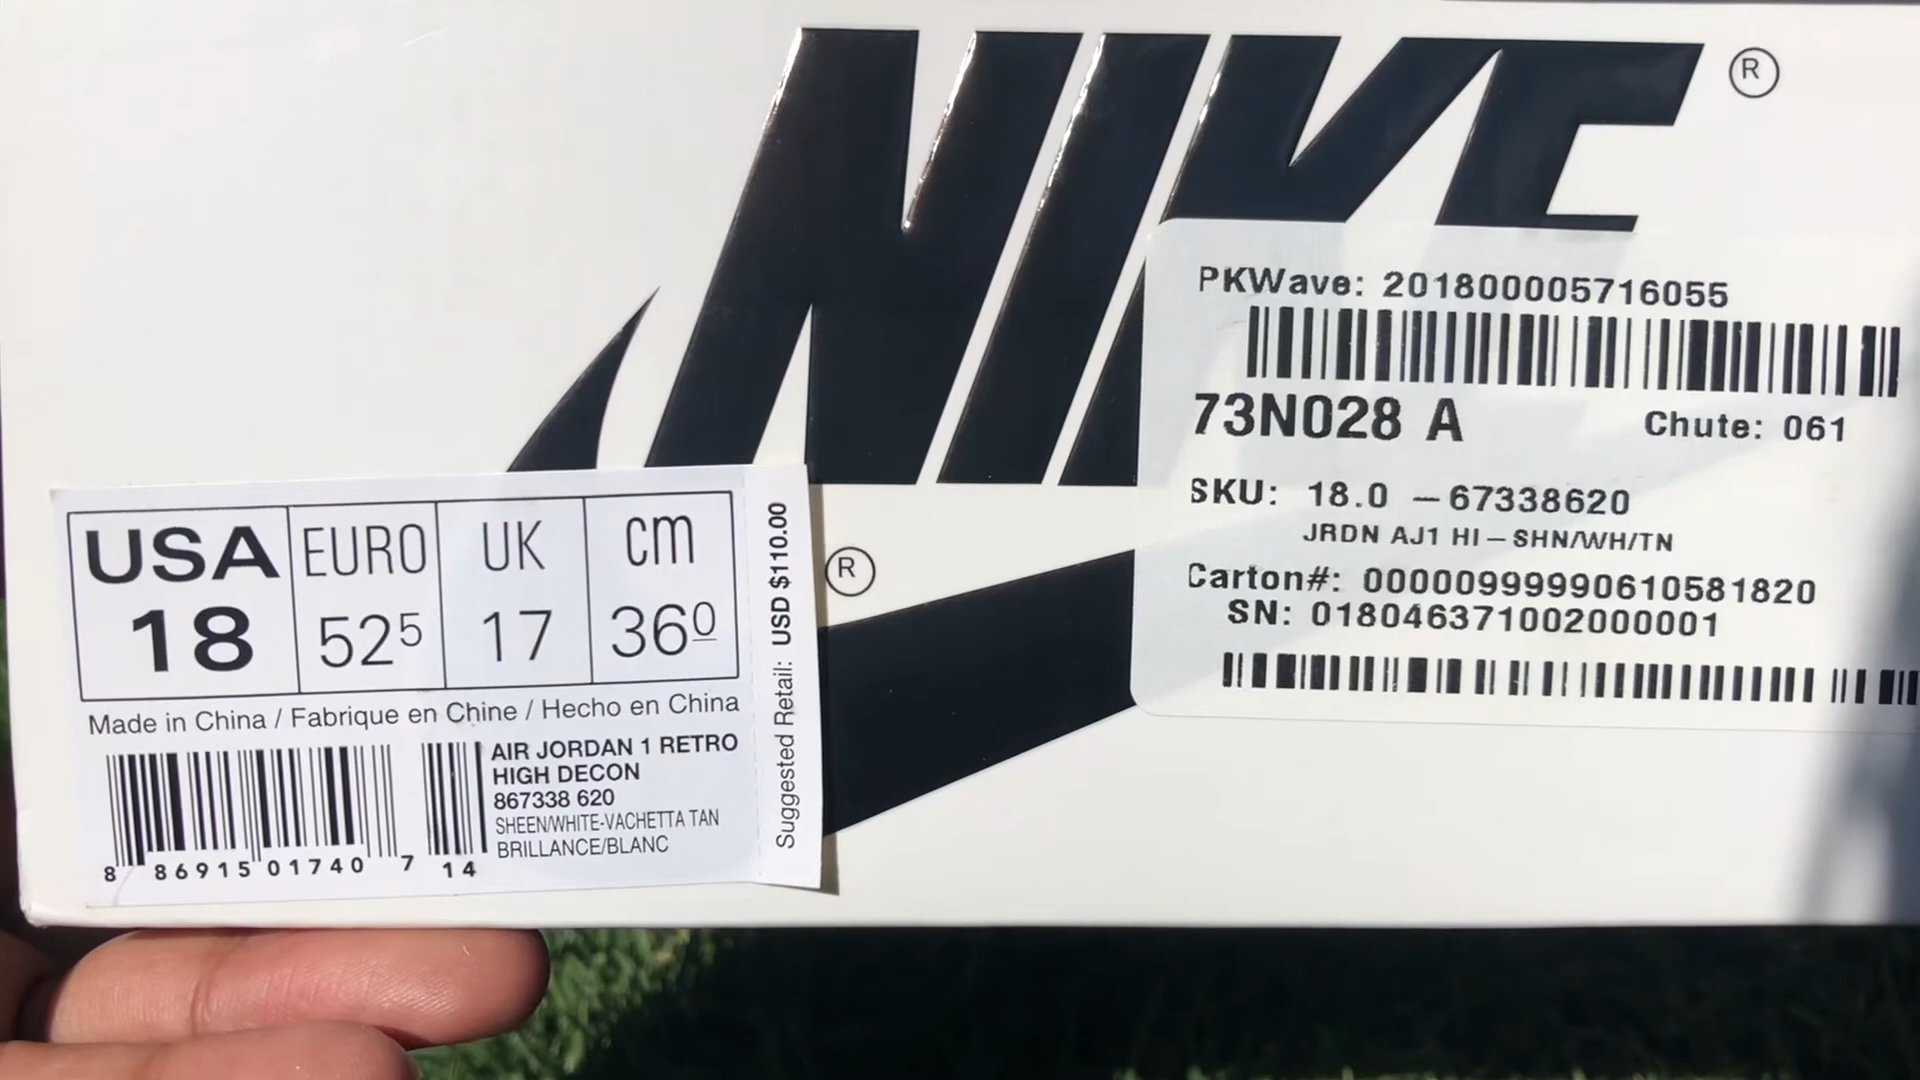 NIKE ®
®
USA EURO UK cm
18 52⁵ 17 36⁰
Made in China / Fabrique en Chine / Hecho en China
AIR JORDAN 1 RETRO
HIGH DECON
867338 620
SHEEN/WHITE-VACHETTA TAN
BRILLANCE/BLANC
8 86915 01740 7 14
Suggested Retail: USD $110.00
PKWave: 201800005716055
73N028 A Chute: 061
SKU: 18.0 –67338620
JRDN AJ1 HI–SHN/WH/TN
Carton#: 00000999990610581820
SN: 018046371002000001